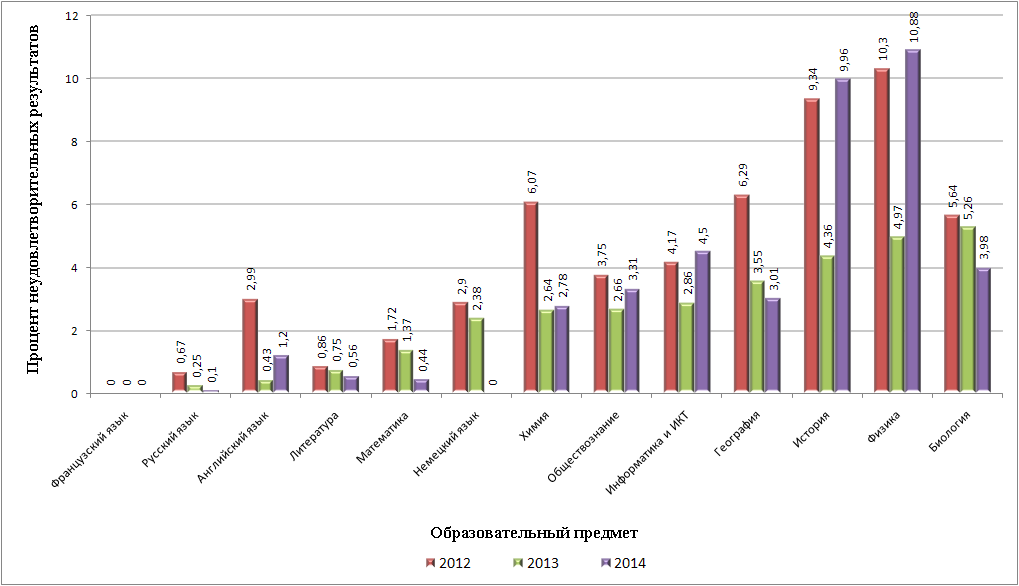 Процент неудовлетворительных результатов
12
10
8
6
4
2
0
0 0 0
0,67 0,25 0,1
2,99 0,43 1,2
0,86 0,75 0,56
1,72 1,37 0,44
2,9 2,38 0
6,07 2,64 2,78
3,75 2,66 3,31
4,17 2,86 4,5
6,29 3,55 3,01
9,34 4,36 9,96
10,3 4,97 10,88
5,64 5,26 3,98
Французский язык
Русский язык
Английский язык
Литература
Математика
Немецкий язык
Химия
Обществознание
Информатика и ИКТ
География
История
Физика
Биология
Образовательный предмет
2012 2013 2014